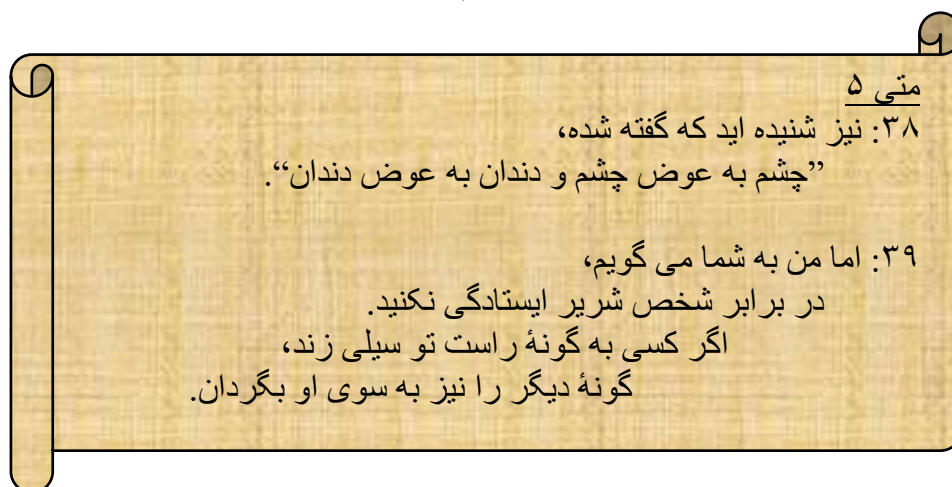 متی ۵
۳۸: نیز شنیده اید که گفته شده،
”چشم به عوض چشم و دندان به عوض دندان“.
۳۹: اما من به شما می گویم،
در برابر شخص شریر ایستادگی نکنید.
اگر کسی به گونۀ راست تو سیلی زند،
گونۀ دیگر را نیز به سوی او بگردان.